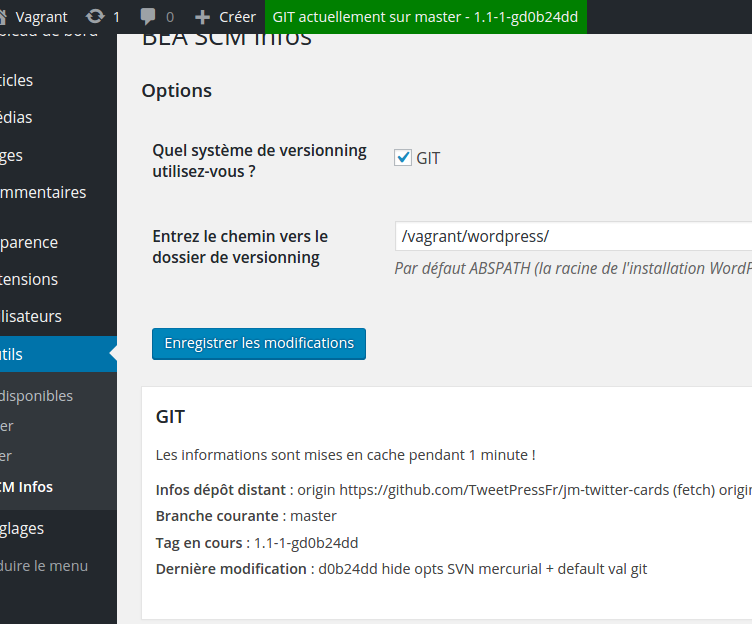 Vagrant 1 0 Créer GIT actuellement sur master - 1.1-1-gd0b24dd
BEA SCM Infos
Options
Quel système de versionning
utilisez-vous ?
GIT
Entrez le chemin vers le
dossier de versionning
/vagrant/wordpress/
Par défaut ABSPATH (la racine de l'installation
Enregistrer les modifications
GIT
Les informations sont mises en cache pendant 1 minute !
Infos dépôt distant : origin https://github.com/TweetPressFr/jm-twitter-cards (fetch)
Branche courante : master
Tag en cours : 1.1-1-gd0b24dd
Dernière modification : d0b24dd hide opts SVN mercurial + default val git
ticles
édias
ges
mmentaires
parence
tensions
ilisateurs
utils
disponibles
er
er
CM Infos
glages
duire le menu